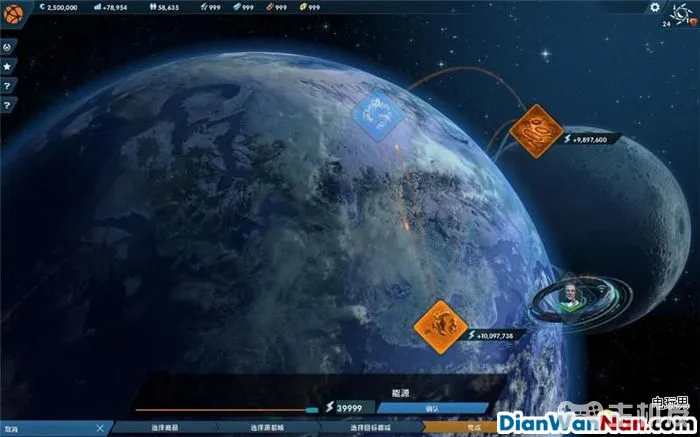 2,500,000 +78,954 58,635 999 999 999 999
24
?
?
+9,897,600
+10,097,738
能源
39999 确认
取消 选择商品 选择原都城 选择目标都城 完成
电玩男
DianWanNan.com